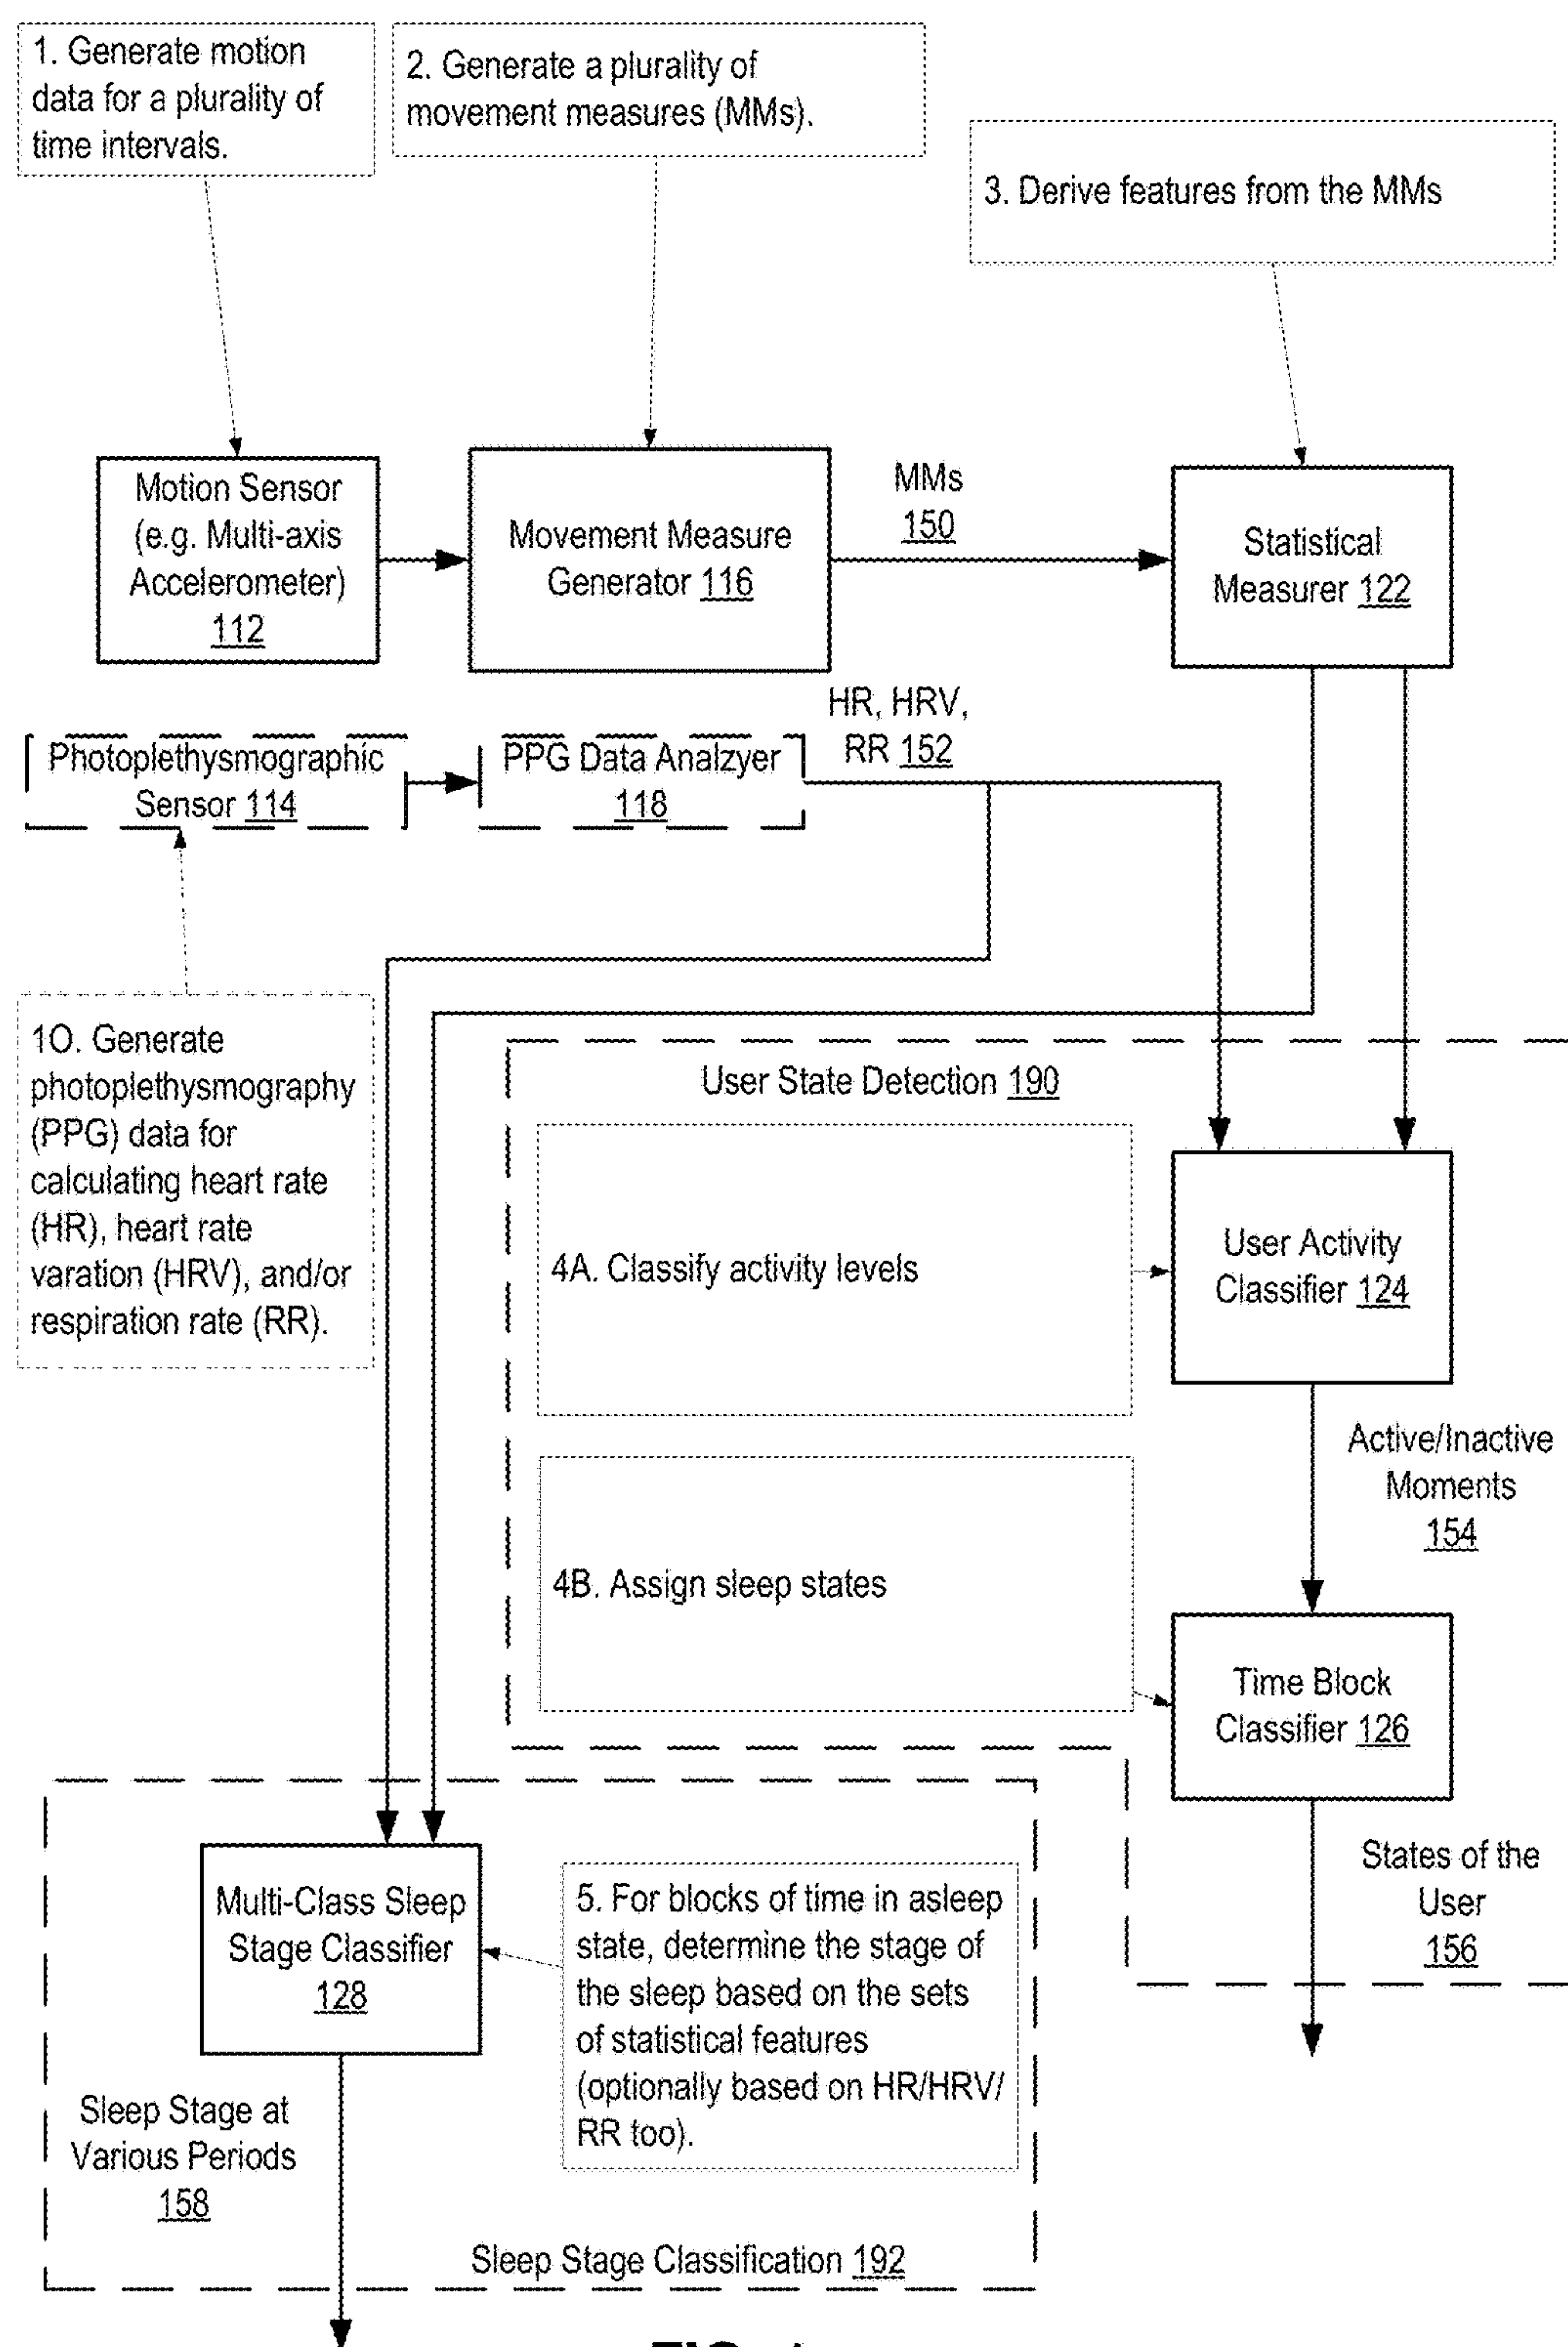 1. Generate motion
data for a plurality of
time intervals.
2. Generate a plurality of
movement measures (MMs).
3. Derive features from the MMs
Motion Sensor
(e.g. Multi-axis
Accelerometer)
112
Movement Measure
Generator 116
MMs
150
Statistical
Measurer 122
HR, HRV,
RR 152
Photoplethysmographic
Sensor 114
PPG Data Analzyer
118
1O. Generate
photoplethysmography
(PPG) data for
calculating heart rate
(HR), heart rate
varation (HRV), and/or
respiration rate (RR).
User State Detection 190
4A. Classify activity levels
User Activity
Classifier 124
Active/Inactive
Moments
154
4B. Assign sleep states
Time Block
Classifier 126
States of the
User
156
Multi-Class Sleep
Stage Classifier
128
5. For blocks of time in asleep
state, determine the stage of
the sleep based on the sets
of statistical features
(optionally based on HR/HRV/
RR too).
Sleep Stage at
Various Periods
158
Sleep Stage Classification 192